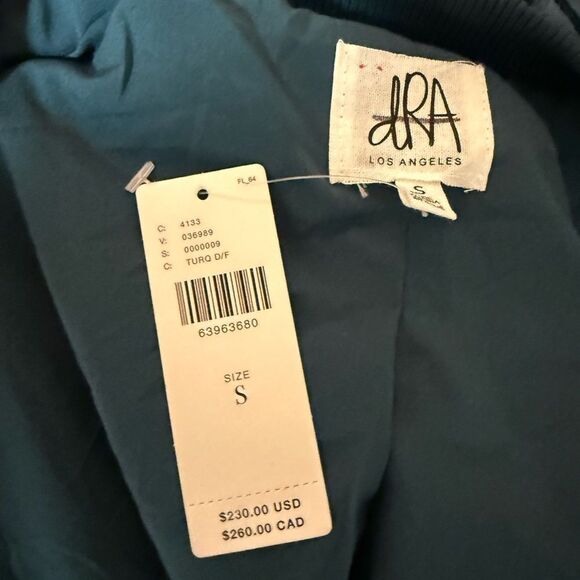 dRA
LOS ANGELES
S
FL_64
C: 4133
V: 036989
S: 0000009
C: TURQ D/F
63963680
SIZE
S
$230.00 USD
$260.00 CAD